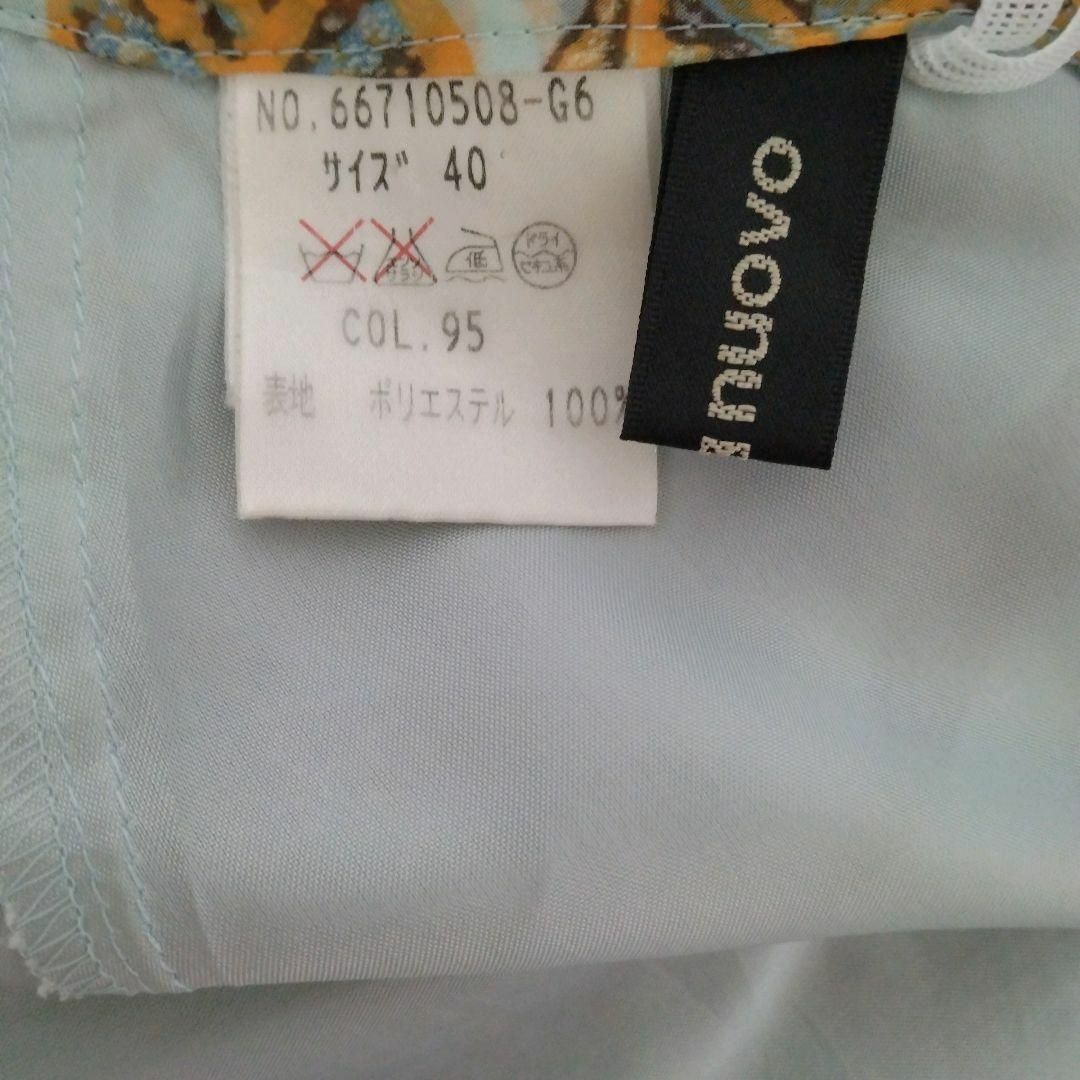 NO.66710508-G6
サイズ 40
低
ドライ
セキユ系
COL.95
表地 ポリエステル 100%
nuovo